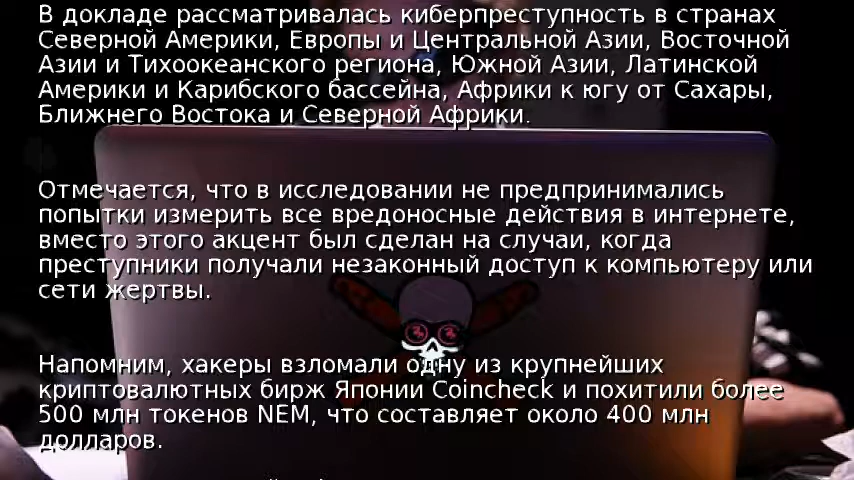 В докладе рассматривалась киберпреступность в странах
Северной Америки, Европы и Центральной Азии, Восточной
Азии и Тихоокеанского региона, Южной Азии, Латинской
Америки и Карибского бассейна, Африки к югу от Сахары,
Ближнего Востока и Северной Африки.
Отмечается, что в исследовании не предпринимались
попытки измерить все вредоносные действия в интернете,
вместо этого акцент был сделан на случаи, когда
преступники получали незаконный доступ к компьютеру или
сети жертвы.
Напомним, хакеры взломали одну из крупнейших
криптовалютных бирж Японии Coincheck и похитили более
500 млн токенов NEM, что составляет около 400 млн
долларов.